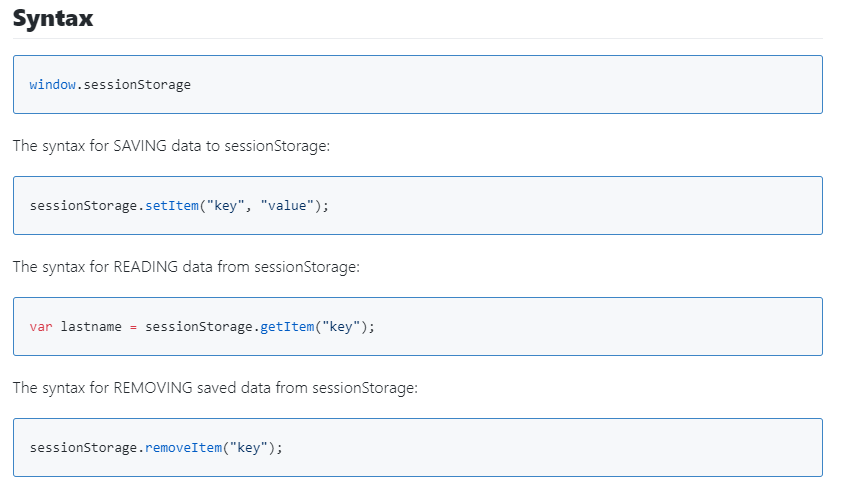 Syntax
window.sessionStorage
The syntax for SAVING data to sessionStorage:
sessionStorage.setItem("key", "value");
The syntax for READING data from sessionStorage:
var lastname = sessionStorage.getItem("key");
The syntax for REMOVING saved data from sessionStorage:
sessionStorage.removeItem("key");